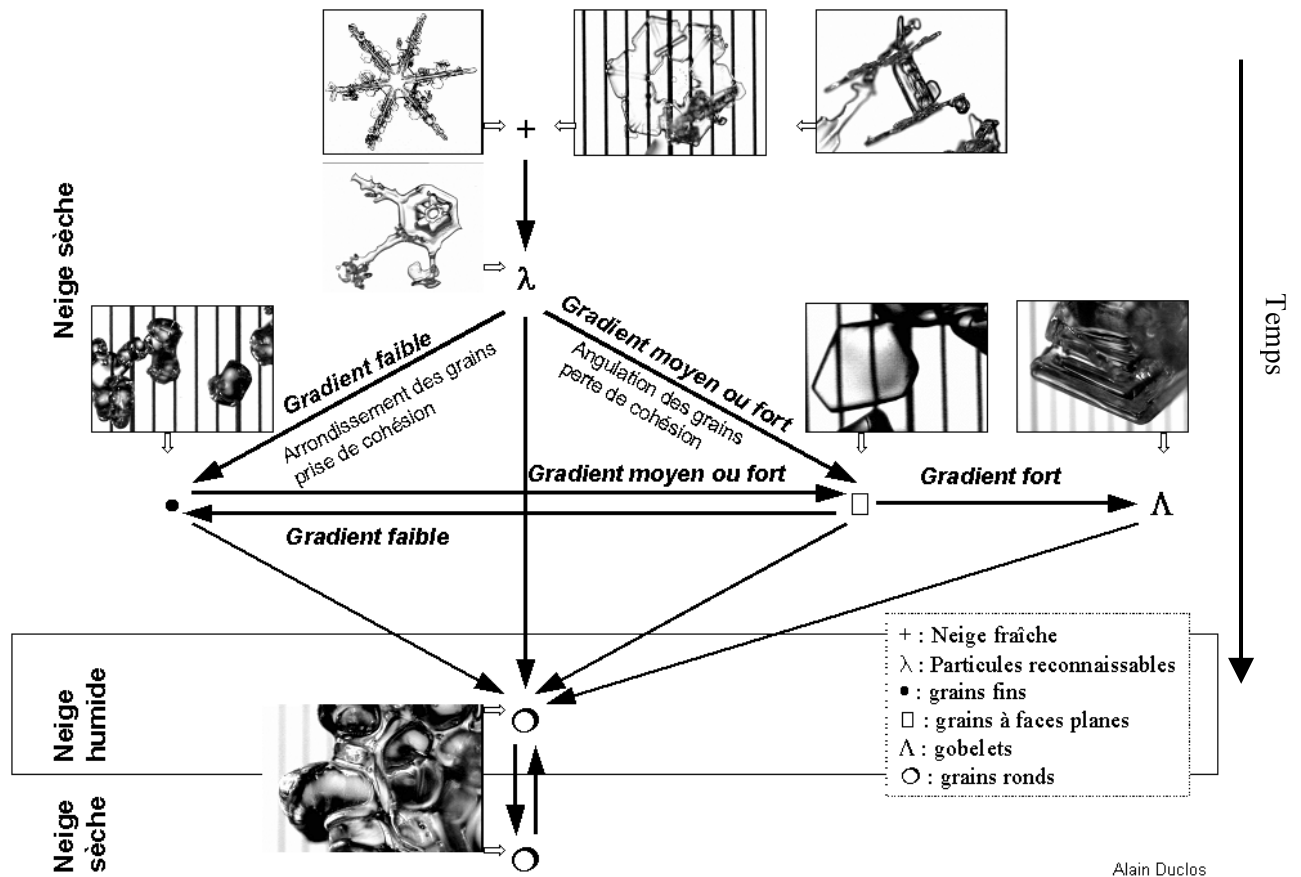 +
Neige sèche
λ
Temps
Gradient faible
Arrondissement des grains
prise de cohésion
Gradient moyen ou fort
Angulation des grains
perte de cohésion
Gradient moyen ou fort
Gradient fort
Λ
Gradient faible
+ : Neige fraîche
λ : Particules reconnaissables
• : grains fins
□ : grains à faces planes
Λ : gobelets
❍ : grains ronds
Neige
humide
Neige
sèche
Alain Duclos